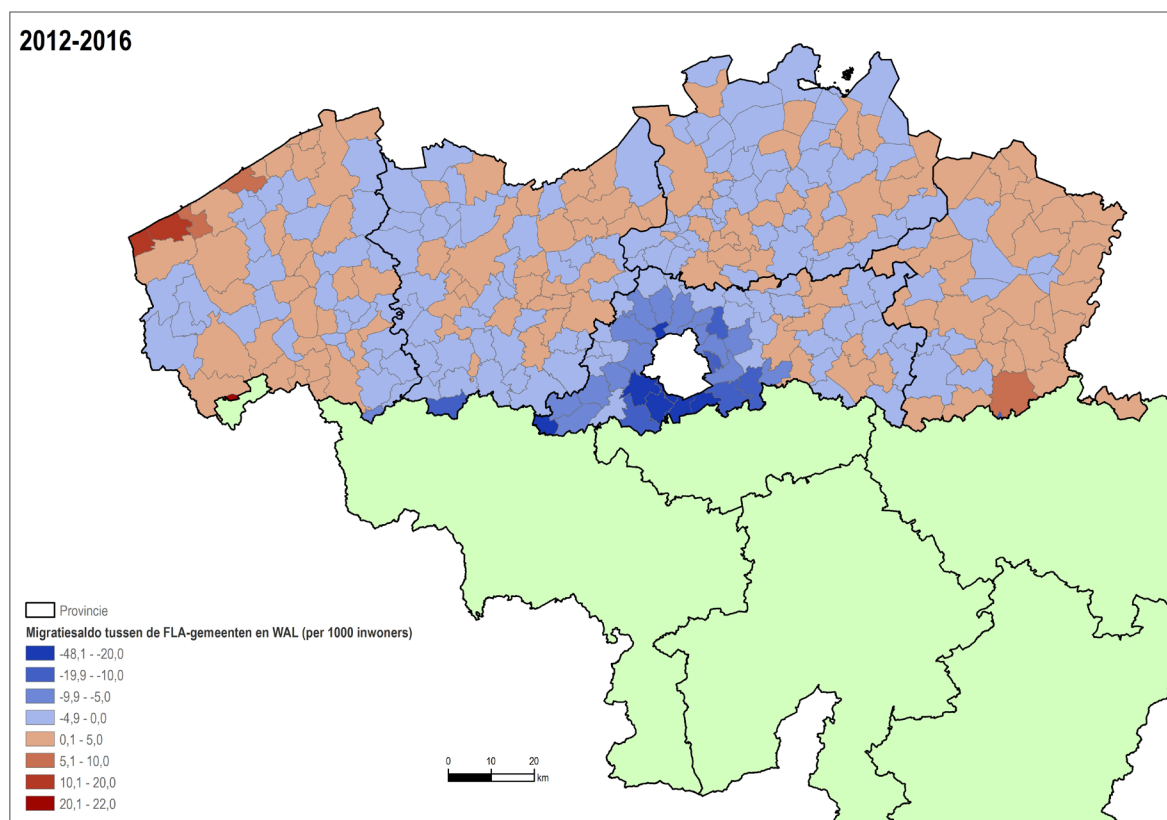 2012-2016
Provincie
Migratiesaldo tussen de FLA-gemeenten en WAL (per 1000 inwoners)
-48,1 - -20,0
-19,9 - -10,0
-9,9 - -5,0
-4,9 - 0,0
0,1 - 5,0
5,1 - 10,0
10,1 - 20,0
20,1 - 22,0
0 10 20
km